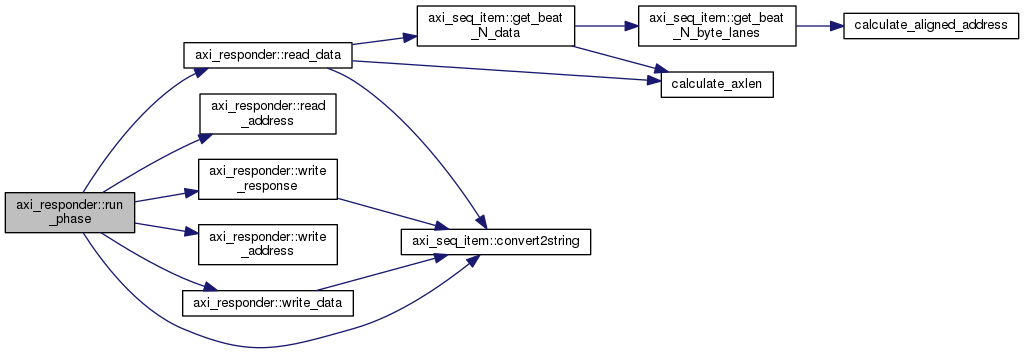 axi_responder::run
_phase
axi_responder::read_data
axi_responder::read
_address
axi_responder::write
_response
axi_responder::write
_address
axi_responder::write_data
axi_seq_item::get_beat
_N_data
axi_seq_item::convert2string
axi_seq_item::get_beat
_N_byte_lanes
calculate_axlen
calculate_aligned_address